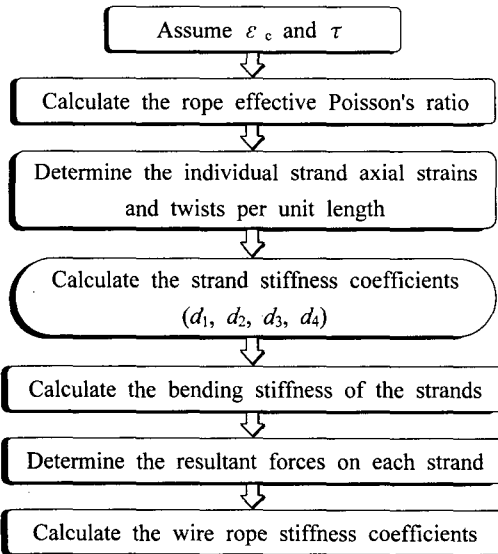 Assume ε c and τ
Calculate the rope effective Poisson's ratio
Determine the individual strand axial strains
and twists per unit length
Calculate the strand stiffness coefficients
(d1, d2, d3, d4)
Calculate the bending stiffness of the strands
Determine the resultant forces on each strand
Calculate the wire rope stiffness coefficients